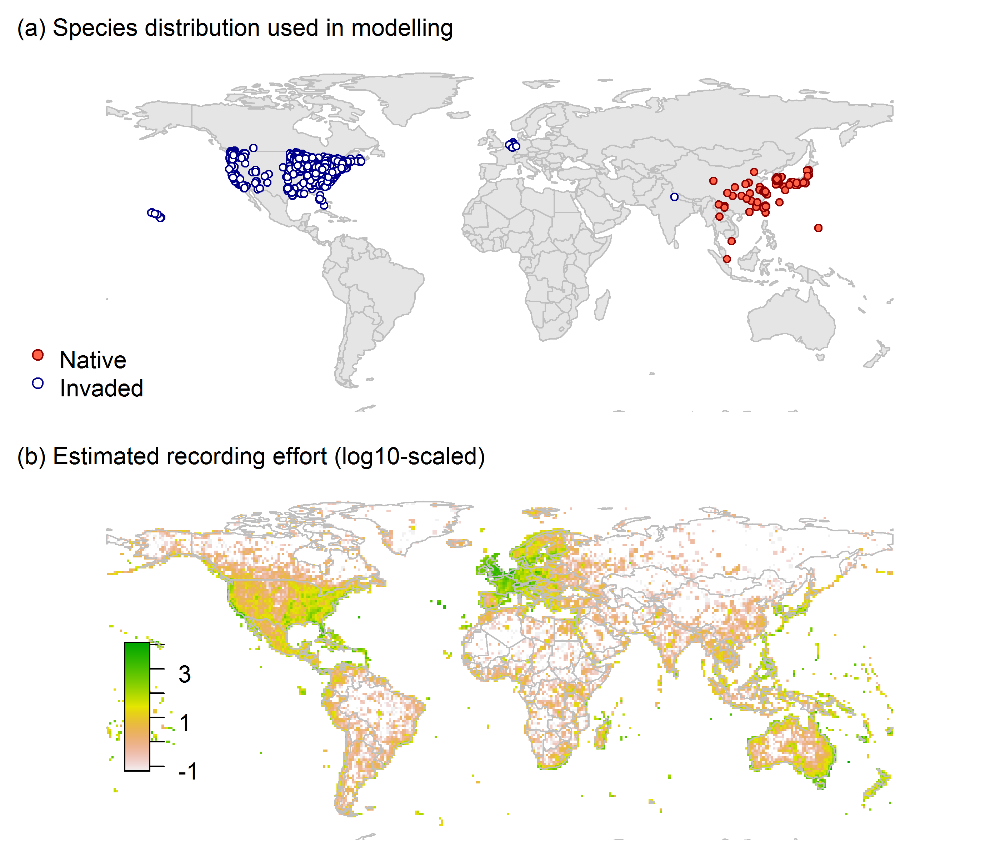 (a) Species distribution used in modelling
Native
Invaded
(b) Estimated recording effort (log10-scaled)
3
1
-1